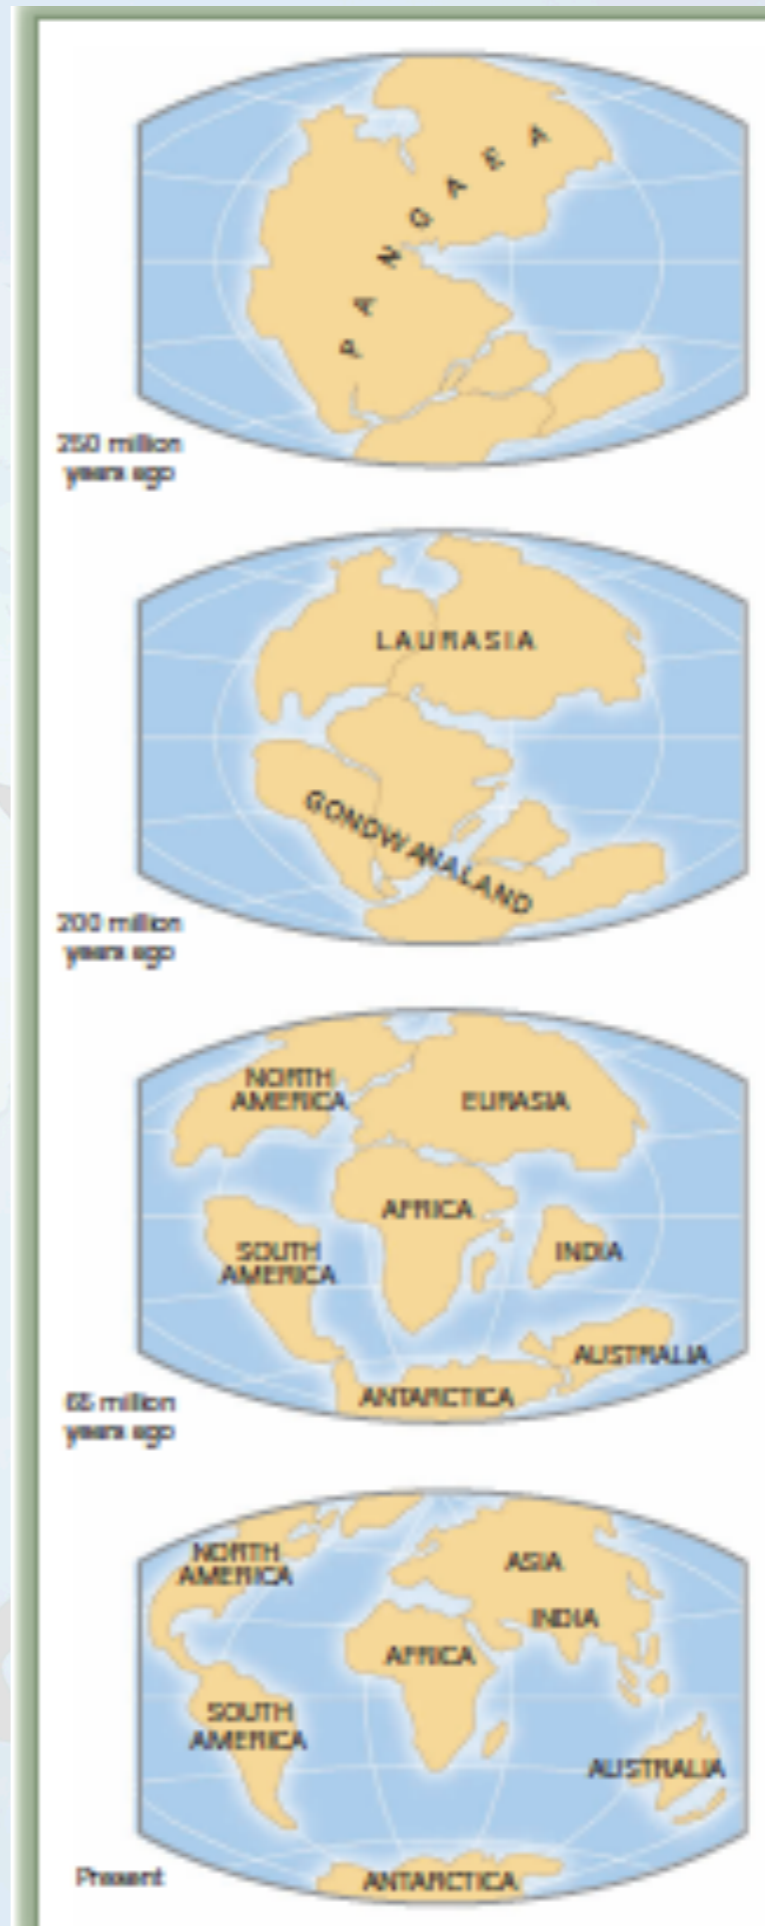 PANGAEA
250 million
years ago
LAURASIA
GONDWANALAND
200 million
years ago
NORTH
AMERICA
EURASIA
AFRICA
SOUTH
AMERICA
INDIA
AUSTRALIA
ANTARCTICA
65 million
years ago
NORTH
AMERICA
ASIA
INDIA
AFRICA
SOUTH
AMERICA
AUSTRALIA
Present
ANTARCTICA